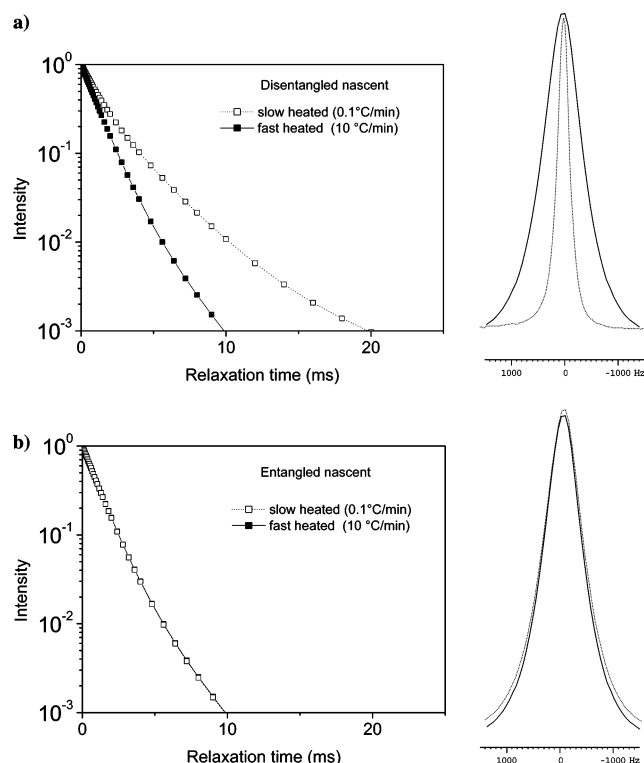 a)
10^0
10^-1
10^-2
10^-3
Intensity
Disentangled nascent
slow heated (0.1°C/min)
fast heated (10 °C/min)
0
10
20
Relaxation time (ms)
1000
0
-1000 Hz
b)
10^0
10^-1
10^-2
10^-3
Intensity
Entangled nascent
slow heated (0.1°C/min)
fast heated (10 °C/min)
0
10
20
Relaxation time (ms)
1000
0
-1000 Hz